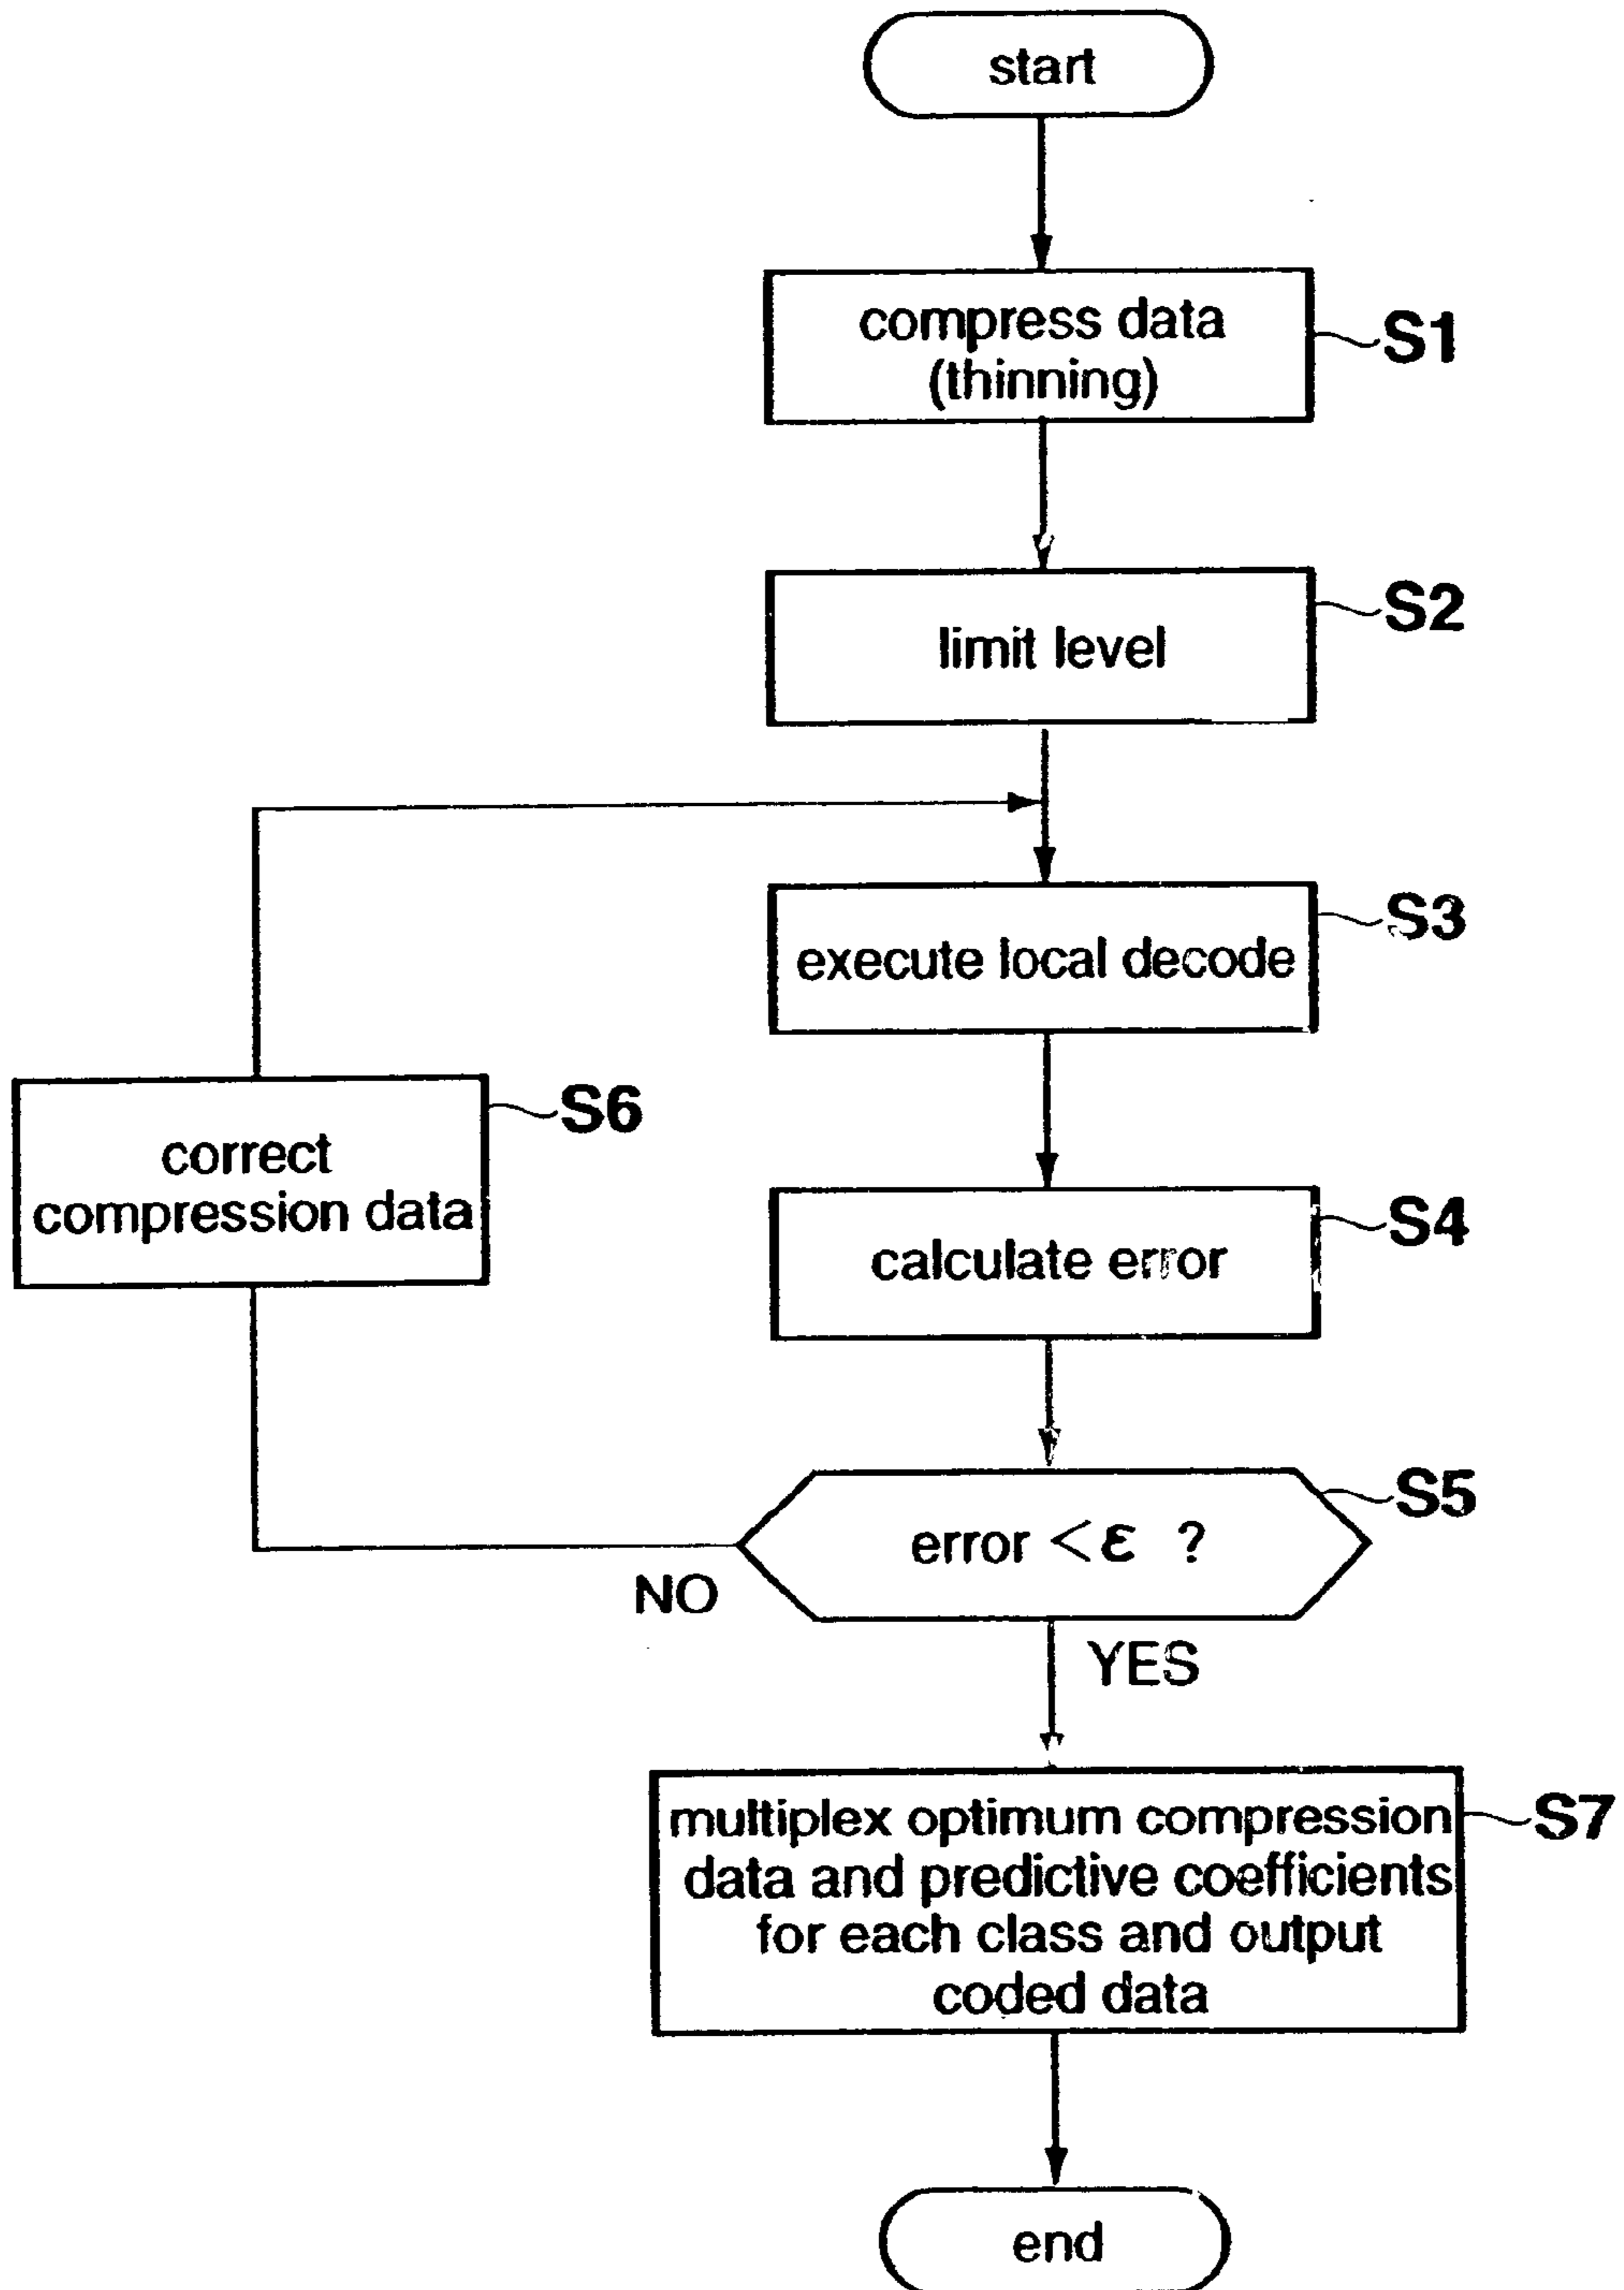 start
compress data
(thinning)
S1
limit level
S2
execute local decode
S3
correct
compression data
S6
calculate error
S4
error <ε ?
S5
NO
YES
multiplex optimum compression
data and predictive coefficients
for each class and output
coded data
S7
end